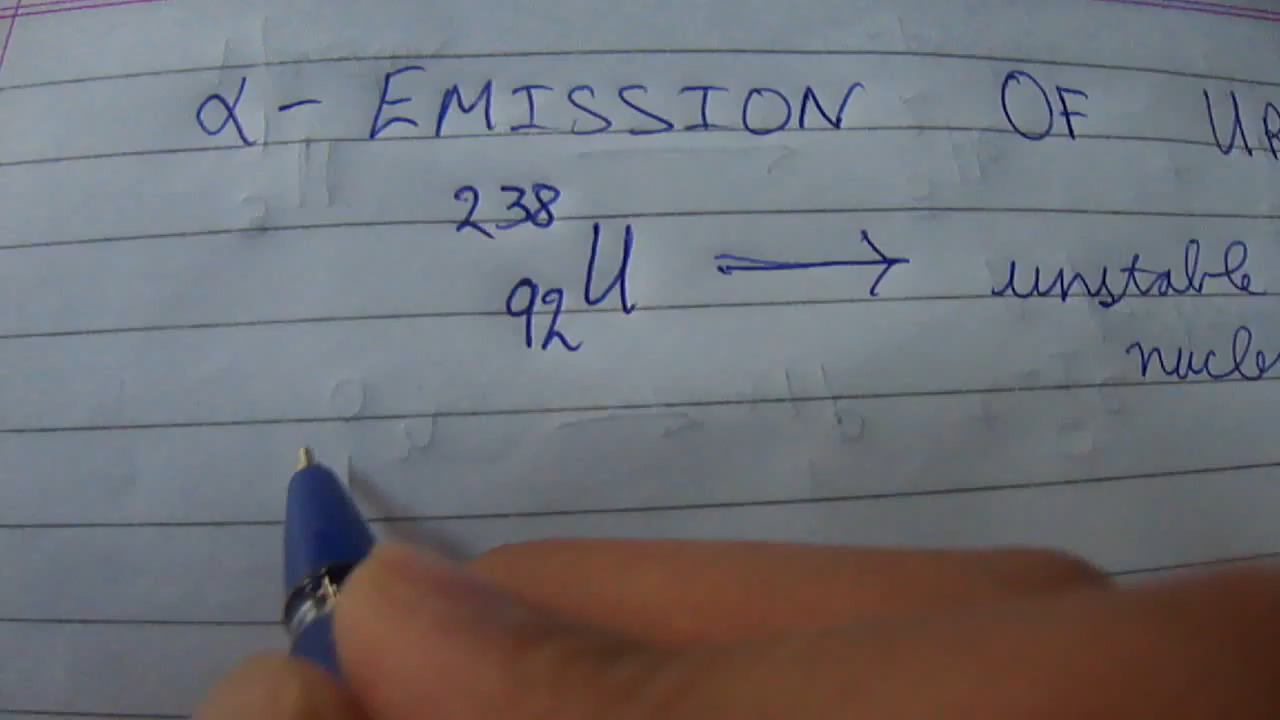 α- EMISSION OF
238
92U → unstable